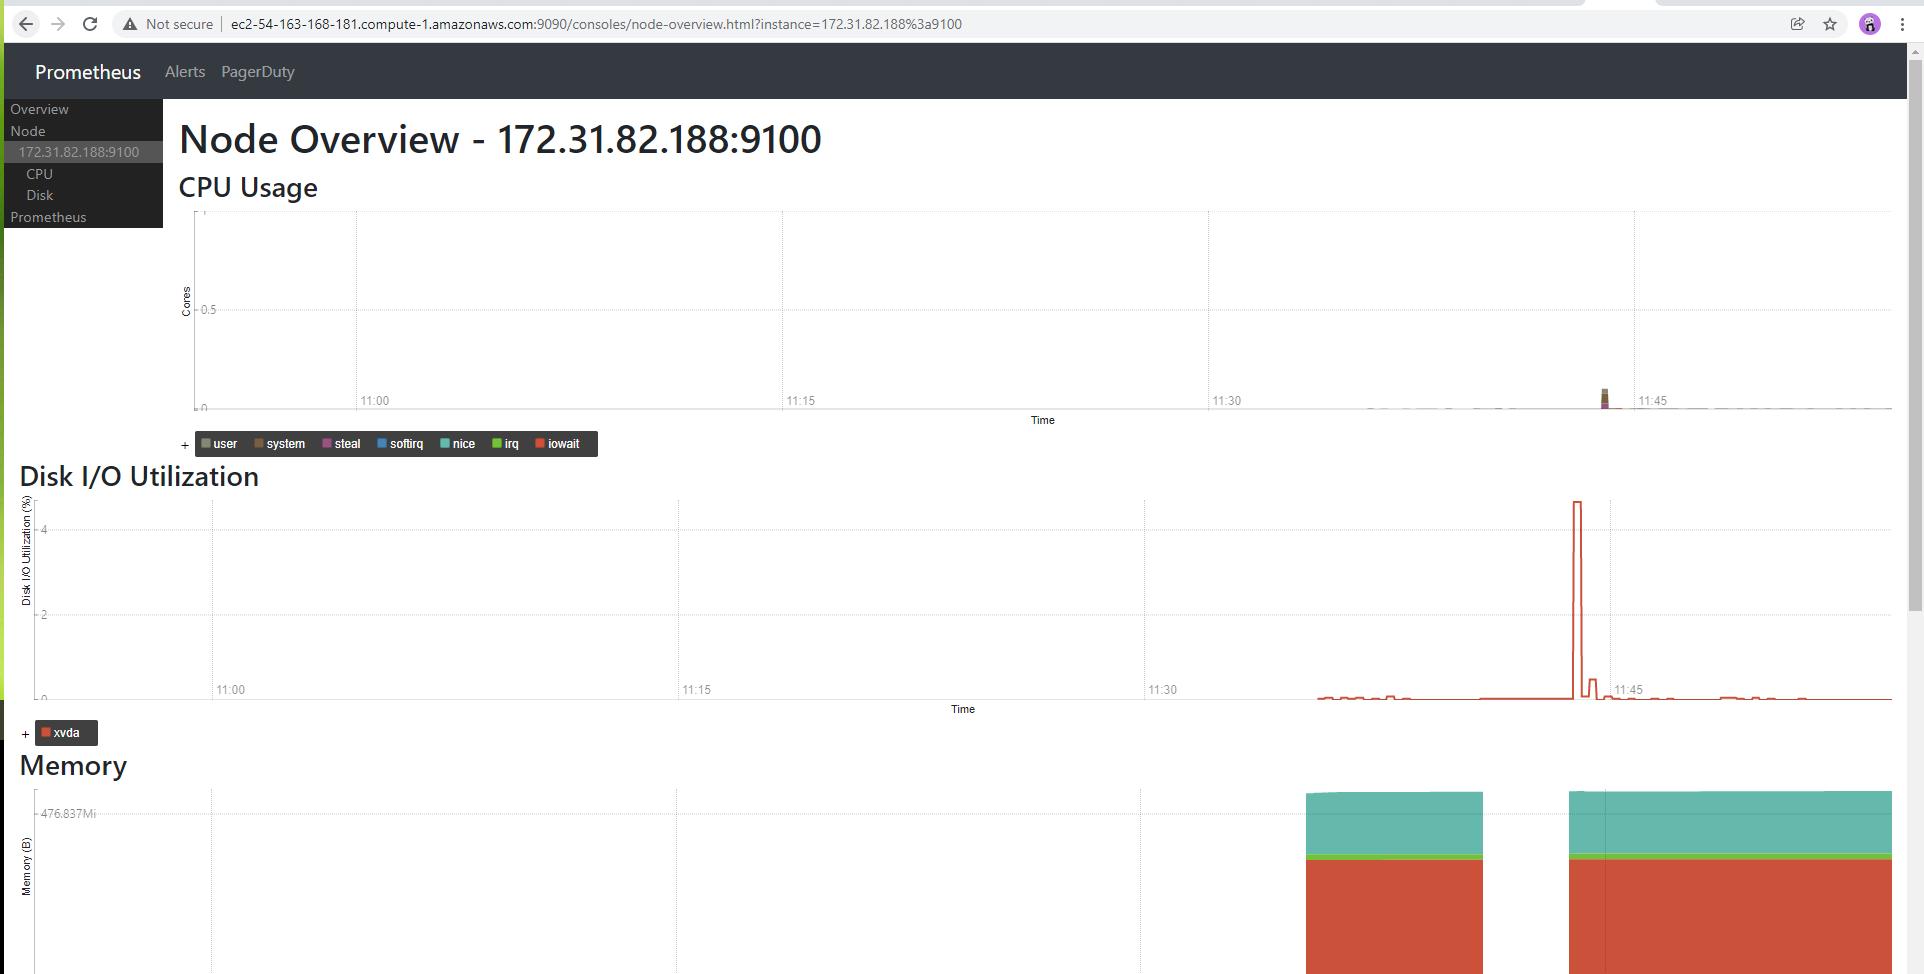 Not secure | ec2-54-163-168-181.compute-1.amazonaws.com:9090/consoles/node-overview.html?instance=172.31.82.188%3a9100
Prometheus Alerts PagerDuty
Overview
Node
172.31.82.188:9100
CPU
Disk
Prometheus
Node Overview - 172.31.82.188:9100
CPU Usage
Cores
0.5
0
11:00 11:15 11:30 11:45
Time
+ user system steal softirq nice irq iowait
Disk I/O Utilization
Disk I/O Utilization (%)
4
2
0
11:00 11:15 11:30 11:45
Time
+ xvda
Memory
476.837Mi
Memory (B)